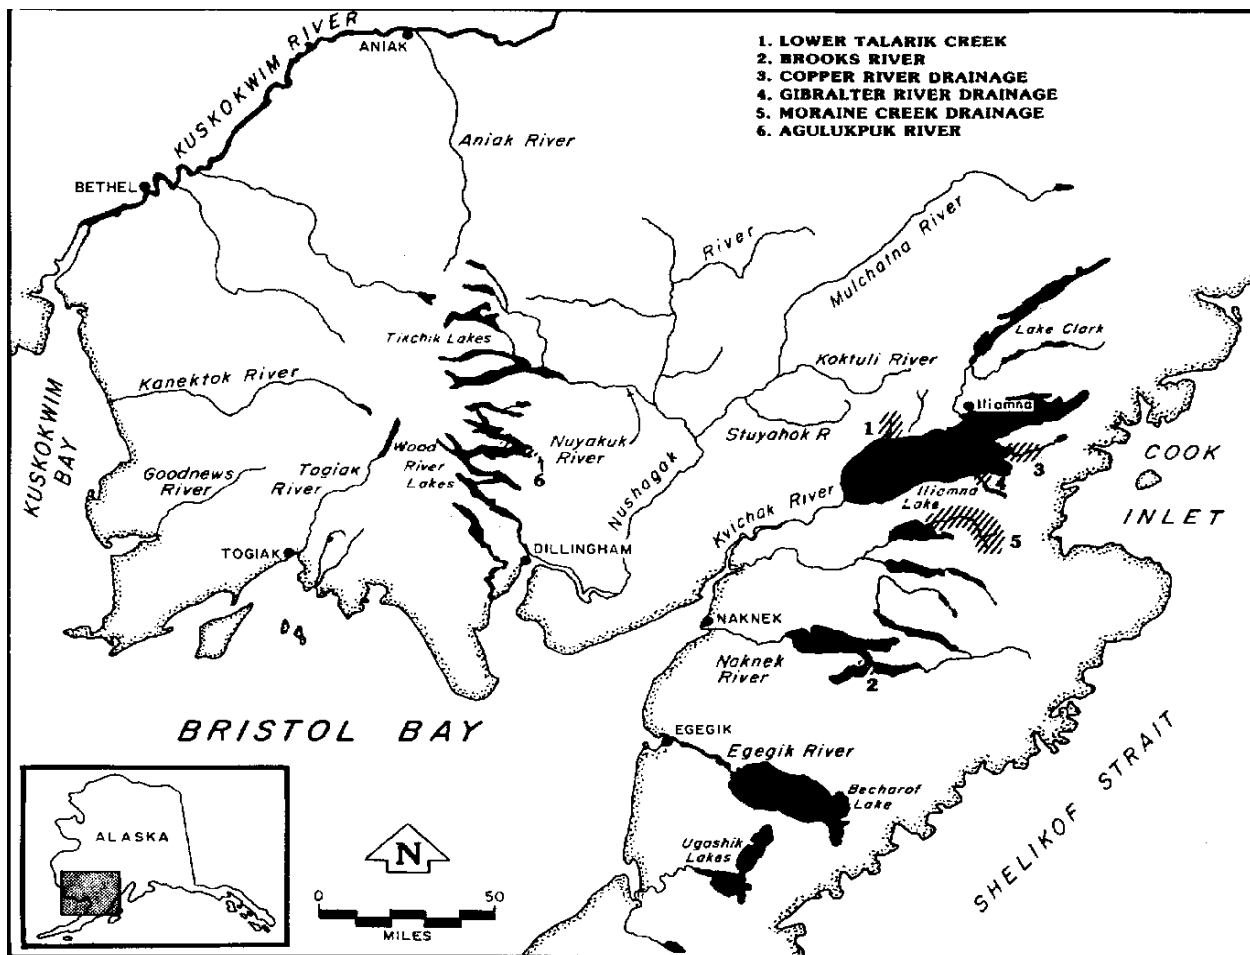 1. LOWER TALARIK CREEK
2. BROOKS RIVER
3. COPPER RIVER DRAINAGE
4. GIBRALTER RIVER DRAINAGE
5. MORAINE CREEK DRAINAGE
6. AGULUKPUK RIVER
KUSKOKWIM RIVER
ANIAK
Aniak River
BETHEL
River
Mulchatna River
Tikchik Lakes
Lake Clark
Koktuli River
Kanektok River
Iliamna
1
Stuyahok R
Wood
River
Lakes
Nuyakuk
River
6
3
COOK
INLET
4
Goodnews
River
Togiak
River
Nushagak
Iliamna
Lake
KUSKOKWIM
BAY
Kvichak River
5
TOGIAK
DILLINGHAM
NAKNEK
Naknek
River
2
BRISTOL BAY
EGEGIK
Egegik River
Becharof
Lake
Ugashik
Lakes
SHELIKOF STRAIT
ALASKA
N
0
50
MILES